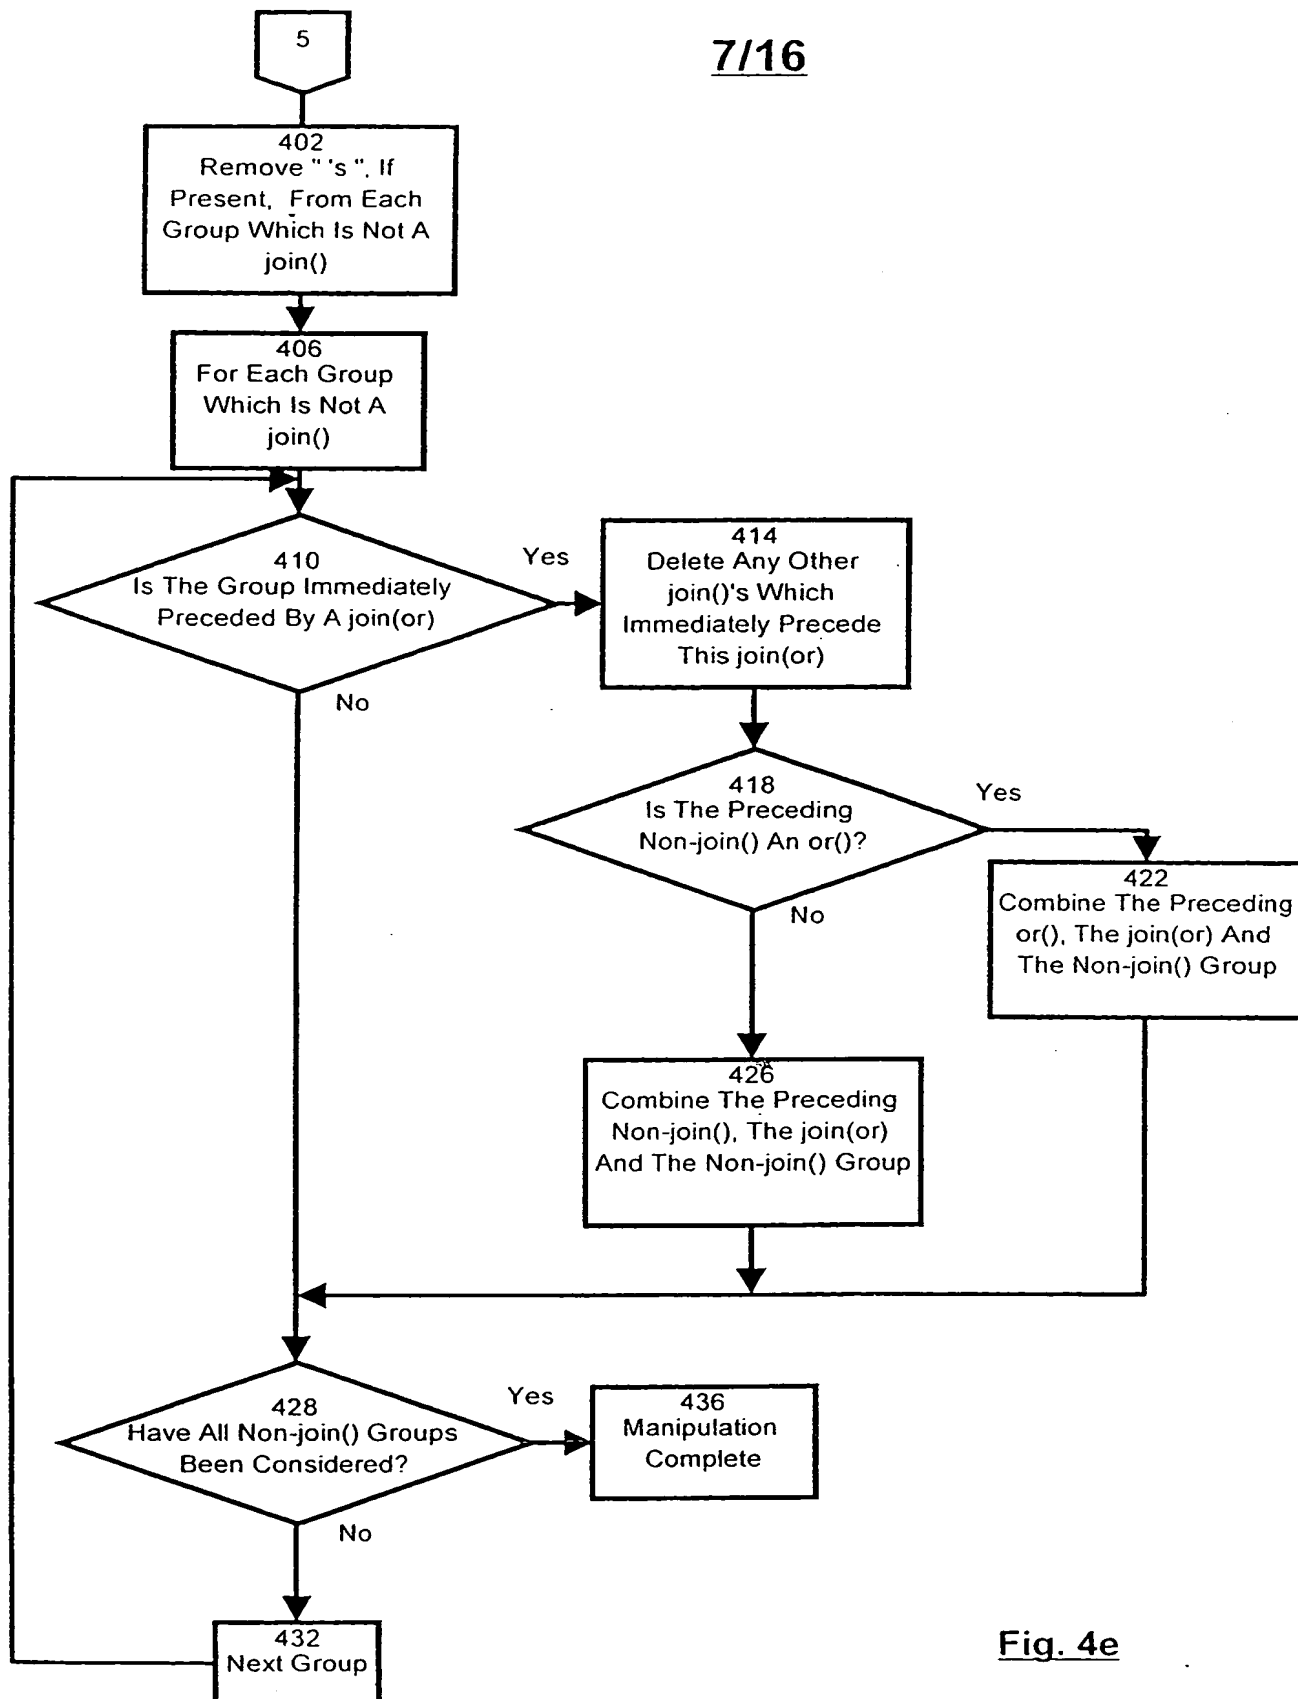 5
7/16
402
Remove " 's ", If
Present, From Each
Group Which Is Not A
join()
406
For Each Group
Which Is Not A
join()
410
Is The Group Immediately
Preceded By A join(or)
Yes
No
414
Delete Any Other
join()'s Which
Immediately Precede
This join(or)
418
Is The Preceding
Non-join() An or()?
Yes
No
422
Combine The Preceding
or(), The join(or) And
The Non-join() Group
426
Combine The Preceding
Non-join(), The join(or)
And The Non-join() Group
428
Have All Non-join() Groups
Been Considered?
Yes
No
436
Manipulation
Complete
432
Next Group
Fig. 4e